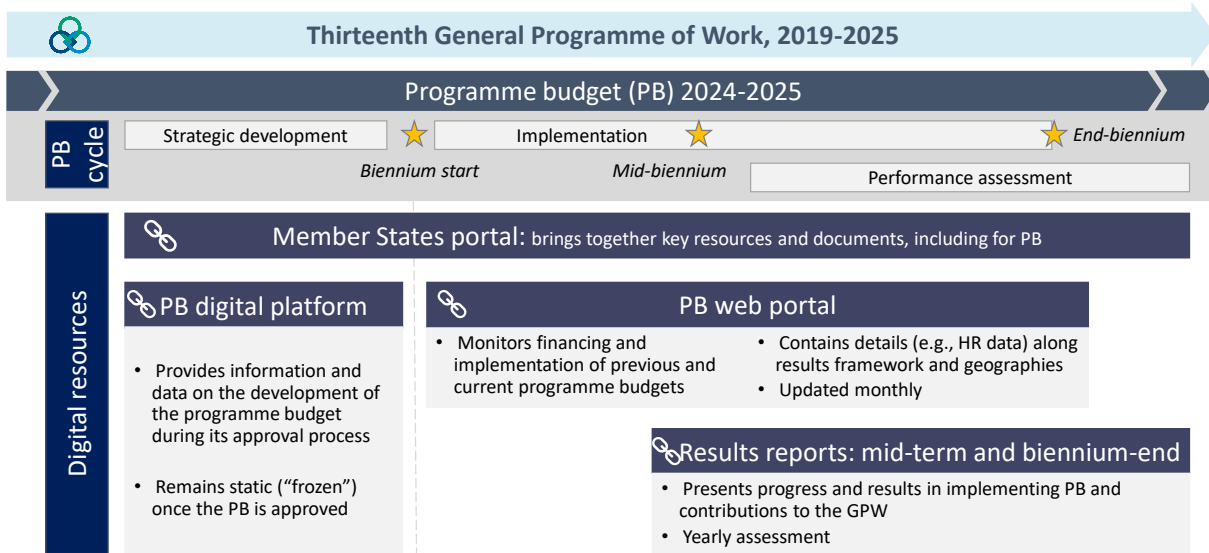 Thirteenth General Programme of Work, 2019-2025
Programme budget (PB) 2024-2025
PB
cycle
Strategic development
Implementation
End-biennium
Biennium start
Mid-biennium
Performance assessment
Digital resources
Member States portal: brings together key resources and documents, including for PB
PB digital platform
• Provides information and
data on the development of
the programme budget
during its approval process
• Remains static (“frozen”)
once the PB is approved
PB web portal
• Monitors financing and
implementation of previous and
current programme budgets
• Contains details (e.g., HR data) along
results framework and geographies
• Updated monthly
Results reports: mid-term and biennium-end
• Presents progress and results in implementing PB and
contributions to the GPW
• Yearly assessment